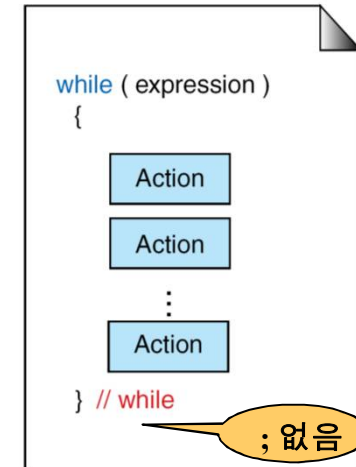 while ( expression )
{
Action
Action
⋮
Action
} // while
; 없음